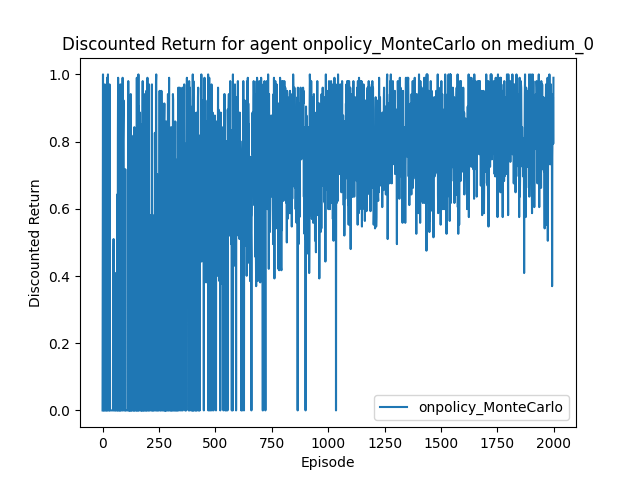 Discounted Return for agent onpolicy_MonteCarlo on medium_0
1.0
0.8
0.6
0.4
0.2
0.0
Discounted Return
0 250 500 750 1000 1250 1500 1750 2000
Episode
onpolicy_MonteCarlo